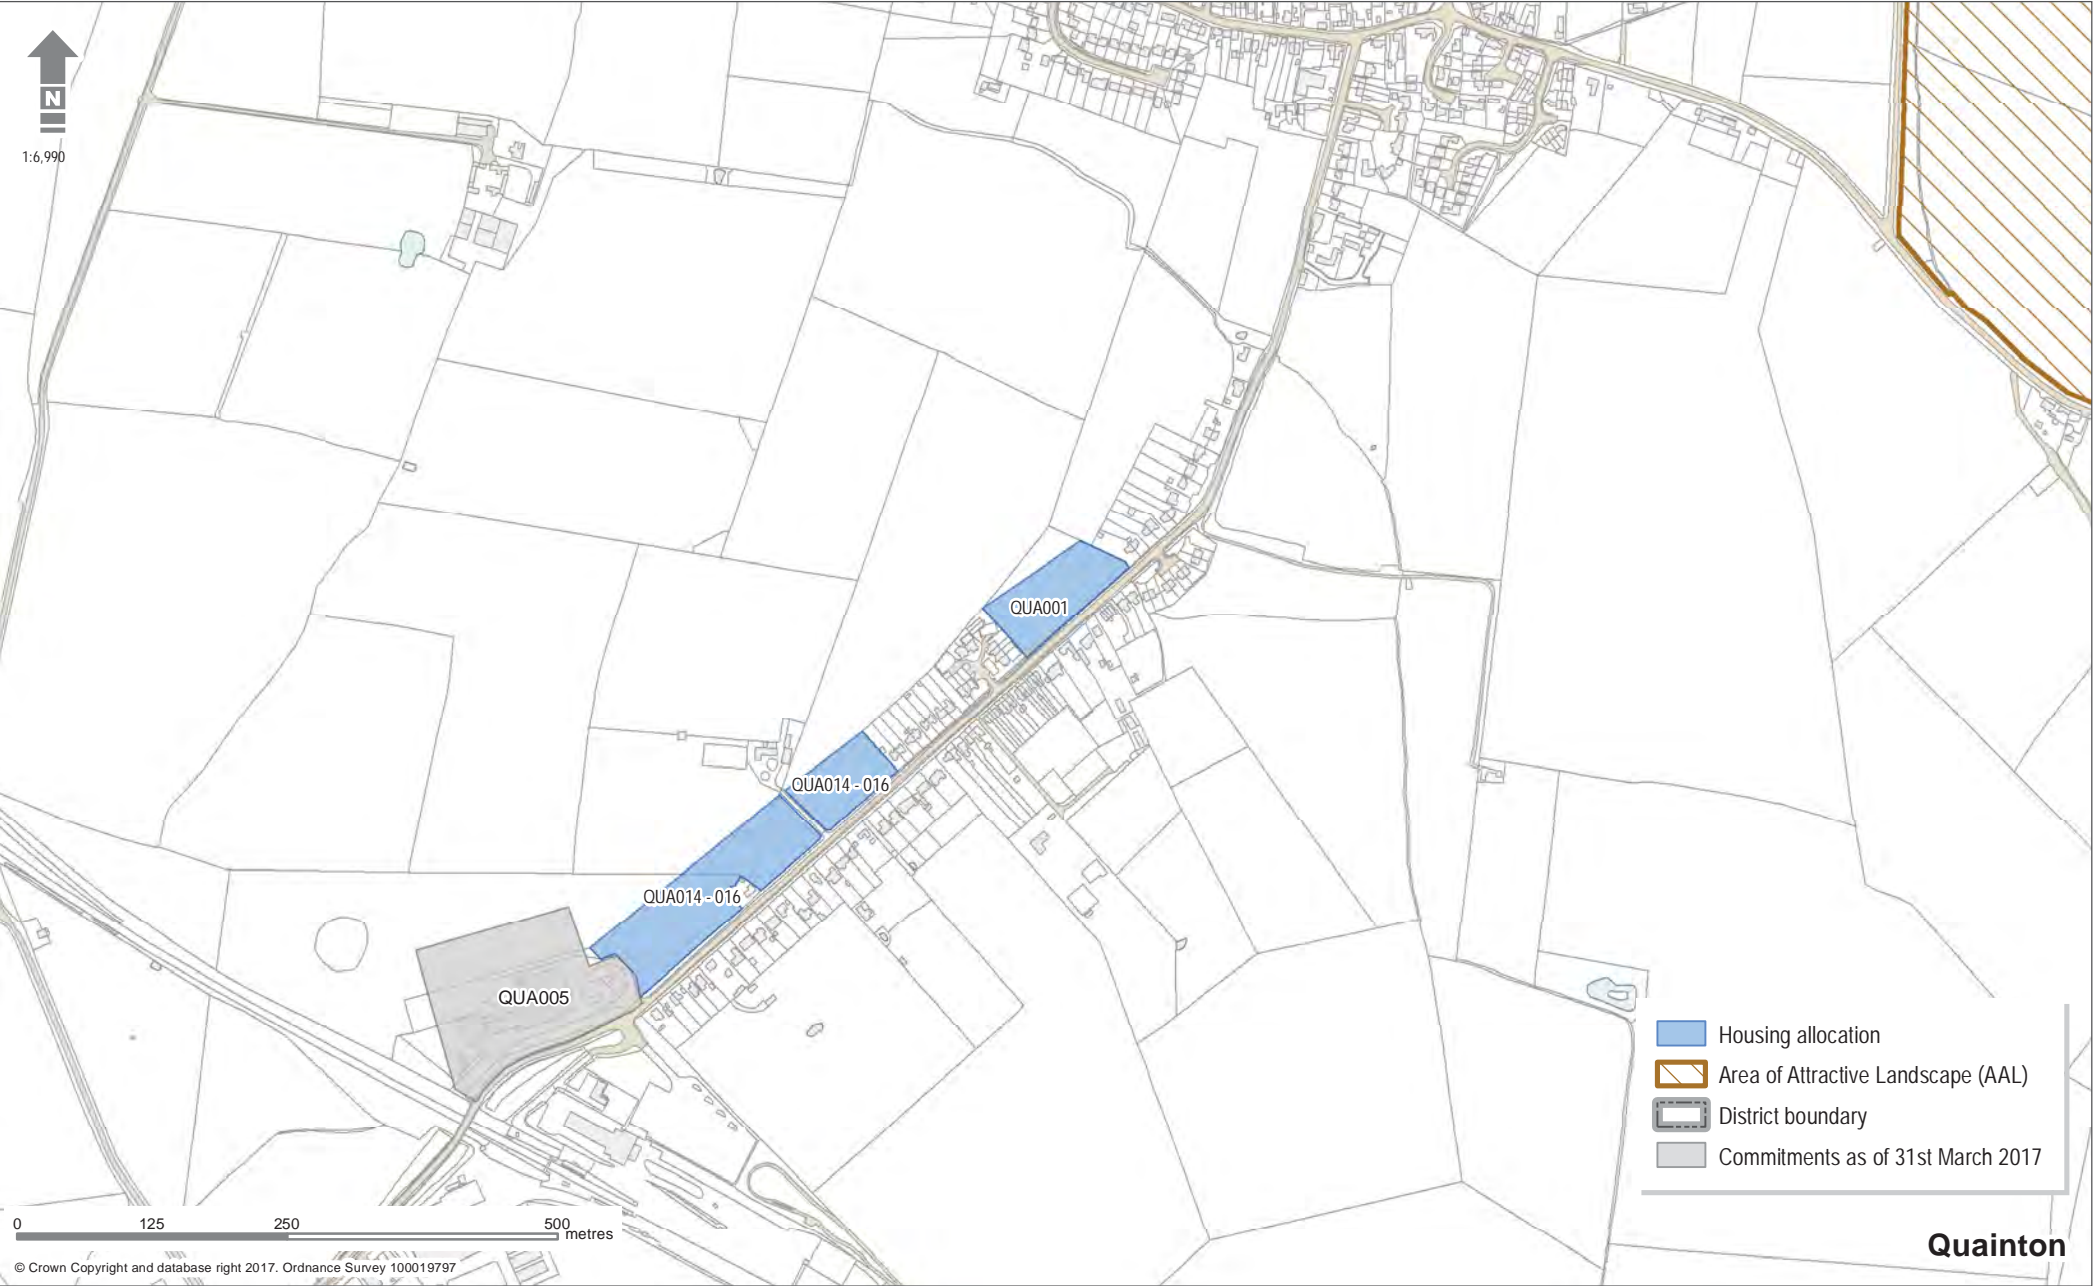 N
1:6,990
QUA001
QUA014 - 016
QUA014 - 016
QUA005
Housing allocation
Area of Attractive Landscape (AAL)
District boundary
Commitments as of 31st March 2017
0 125 250 500
metres
Quainton
© Crown Copyright and database right 2017. Ordnance Survey 100019797